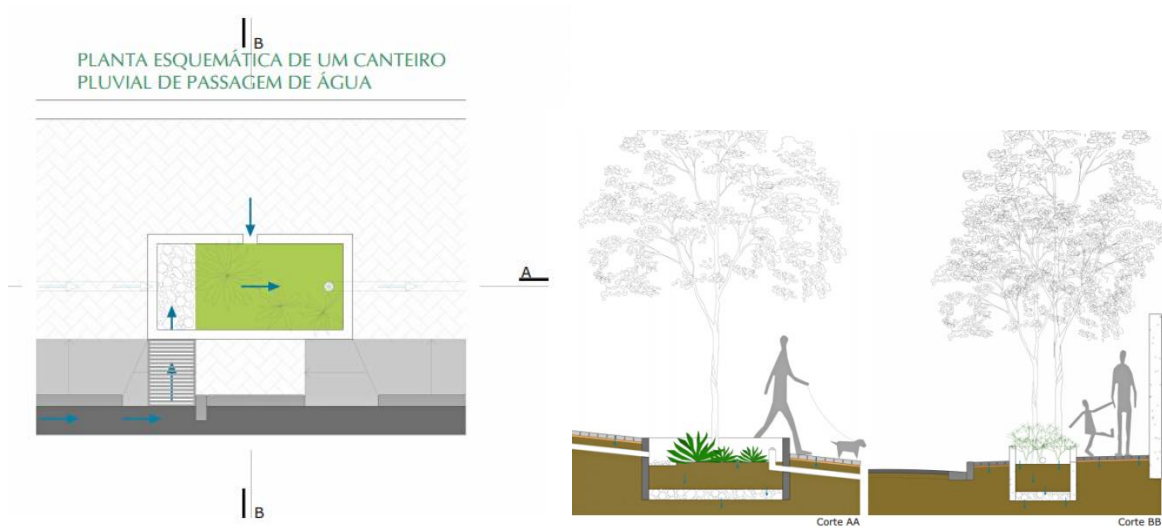 B
PLANTA ESQUEMÁTICA DE UM CANTEIRO
PLUVIAL DE PASSAGEM DE ÁGUA
A
B
Corte AA
Corte BB